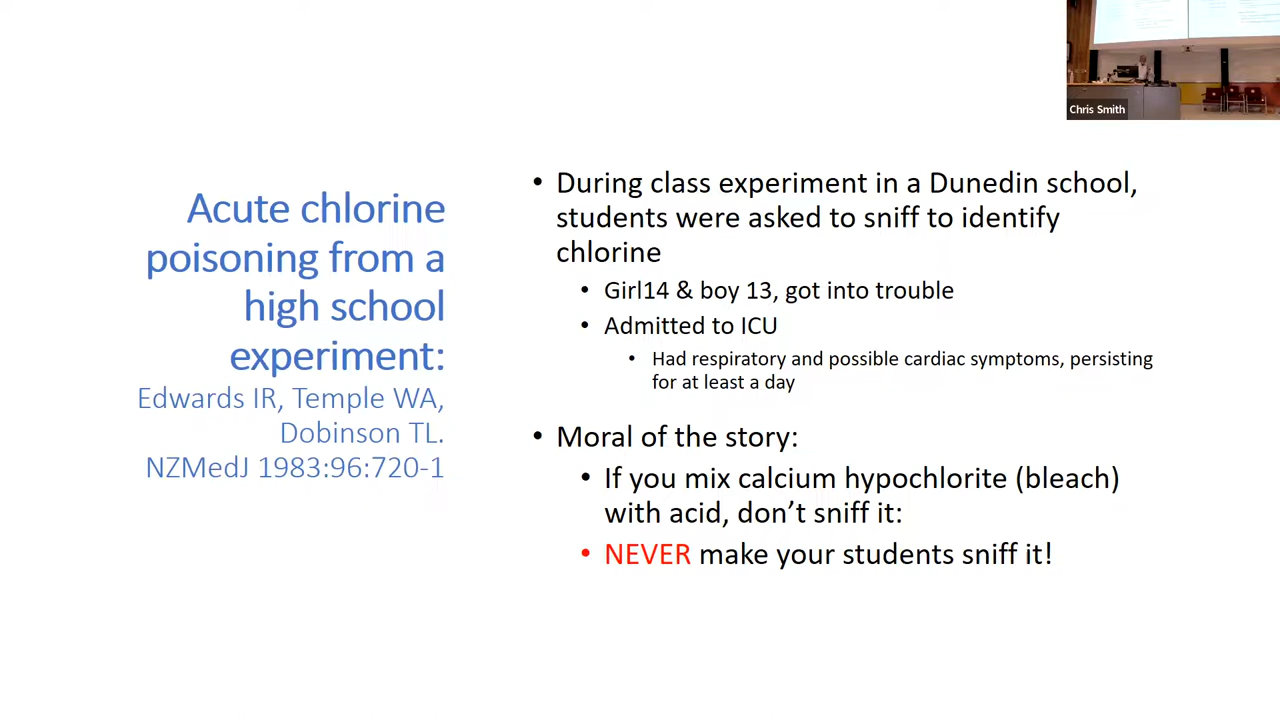 Chris Smith
Acute chlorine
poisoning from a
high school
experiment:
Edwards IR, Temple WA,
Dobinson TL.
NZMedJ 1983:96:720-1
• During class experiment in a Dunedin school,
students were asked to sniff to identify
chlorine
• Girl14 & boy 13, got into trouble
• Admitted to ICU
• Had respiratory and possible cardiac symptoms, persisting
for at least a day
• Moral of the story:
• If you mix calcium hypochlorite (bleach)
with acid, don’t sniff it:
• NEVER make your students sniff it!